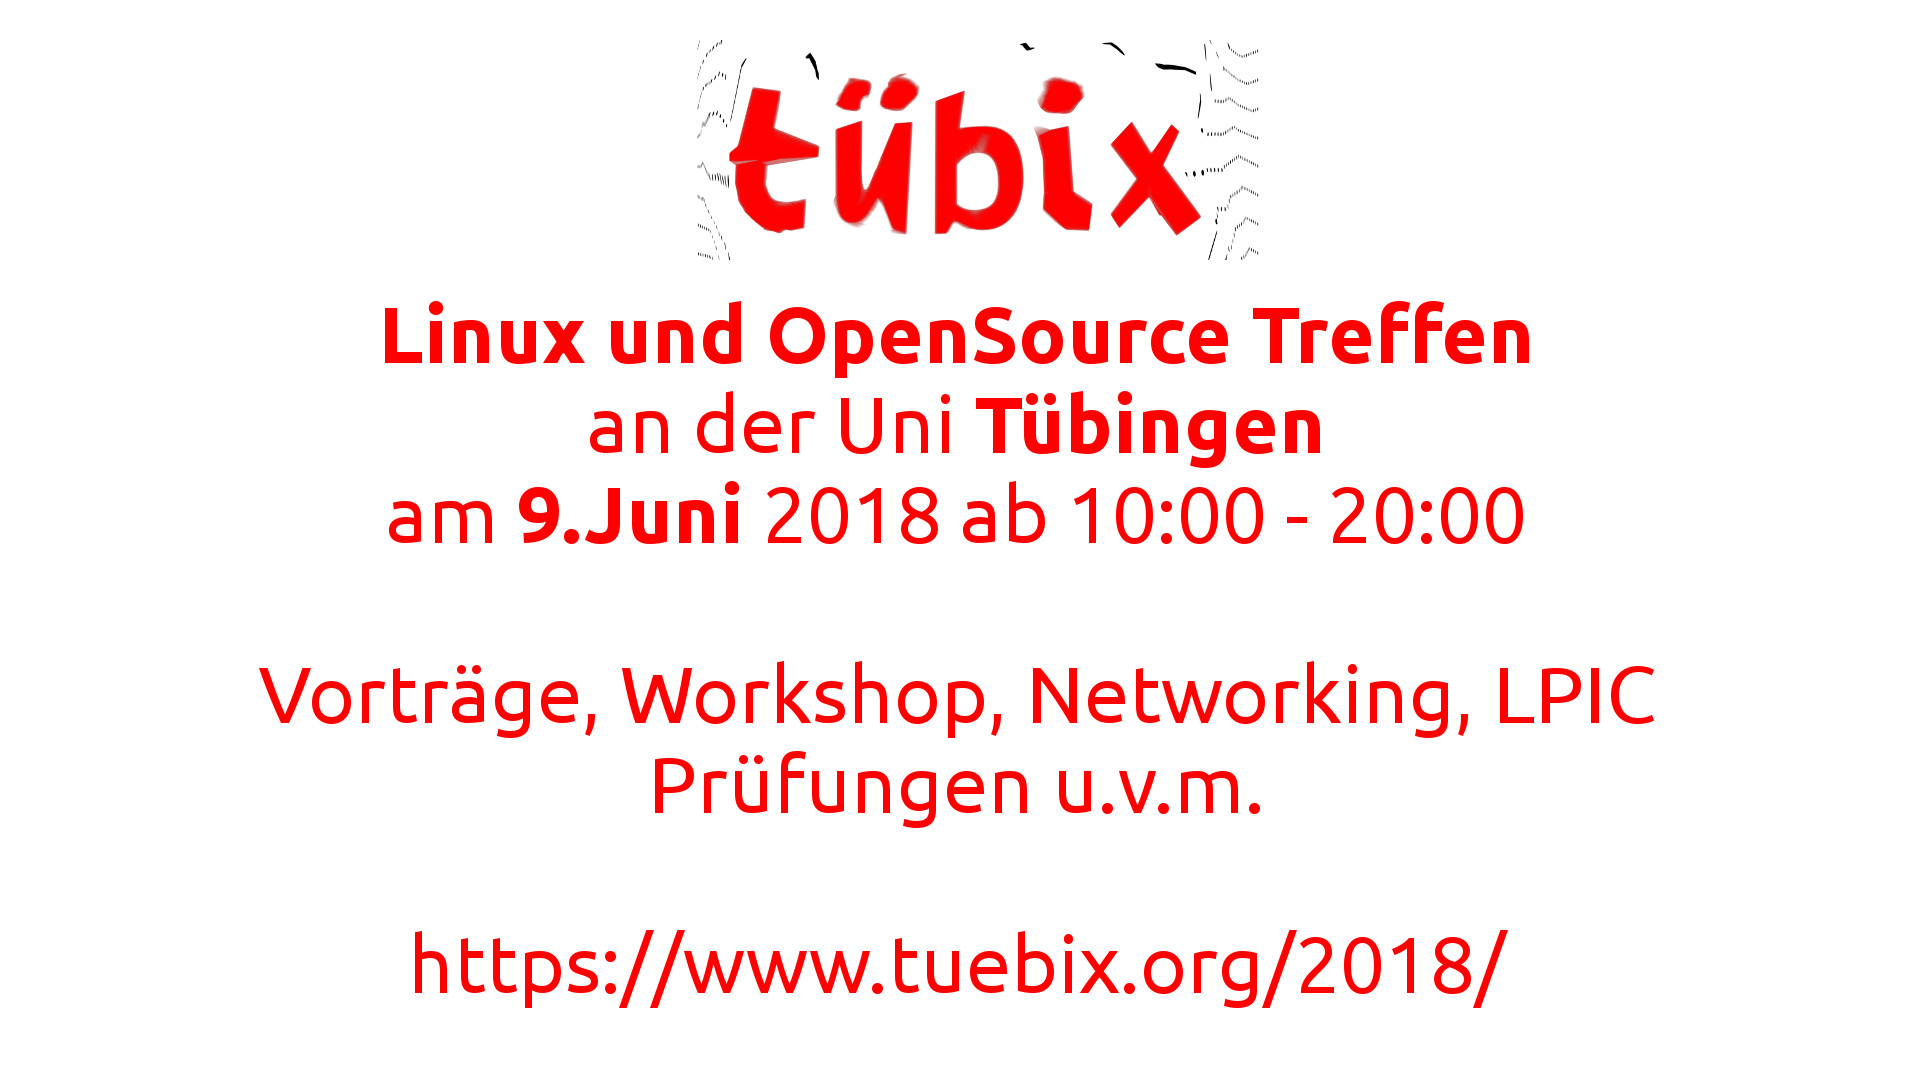 tübix
Linux und OpenSource Treffen
an der Uni Tübingen
am 9.Juni 2018 ab 10:00 - 20:00
Vorträge, Workshop, Networking, LPIC
Prüfungen u.v.m.
https://www.tuebix.org/2018/